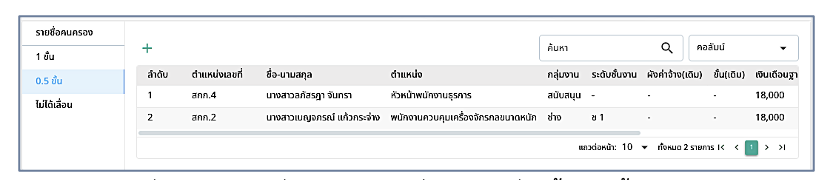 รายชื่อคนครอง
1 ขั้น
0.5 ขั้น
ไม่ได้เลื่อน
+
ค้นหา
คอลัมน์
ลำดับ ตำแหน่งเลขที่ ชื่อ-นามสกุล ตำแหน่ง กลุ่มงาน ระดับชั้นงาน ผังค่าจ้าง(เดิม) ขั้น(เดิม) เงินเดือนฐา
1 สกก.4 นางสาวลภัสรฎา จันทรา หัวหน้าพนักงานธุรการ สนับสนุน - - - 18,000
2 สกก.2 นางสาวเบญจภรณ์ แก้วกระจ่าง พนักงานควบคุมเครื่องจักรกลขนาดหนัก ช่าง ช 1 - - 18,000
แถวต่อหน้า: 10 ทั้งหมด 2 รายการ |< < 1 > >|